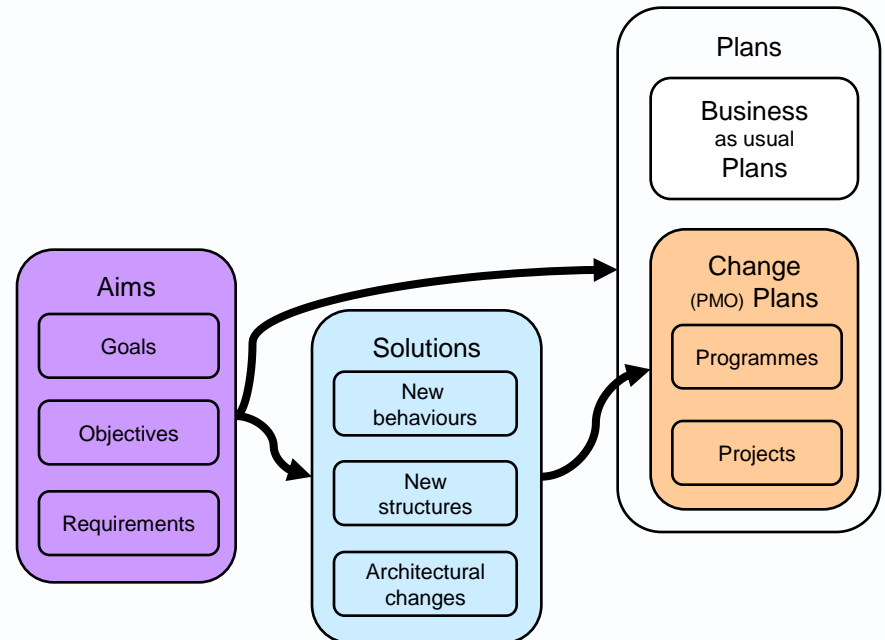 Plans
Business
as usual
Plans
Change
(PMO) Plans
Programmes
Projects
Aims
Goals
Objectives
Requirements
Solutions
New
behaviours
New
structures
Architectural
changes